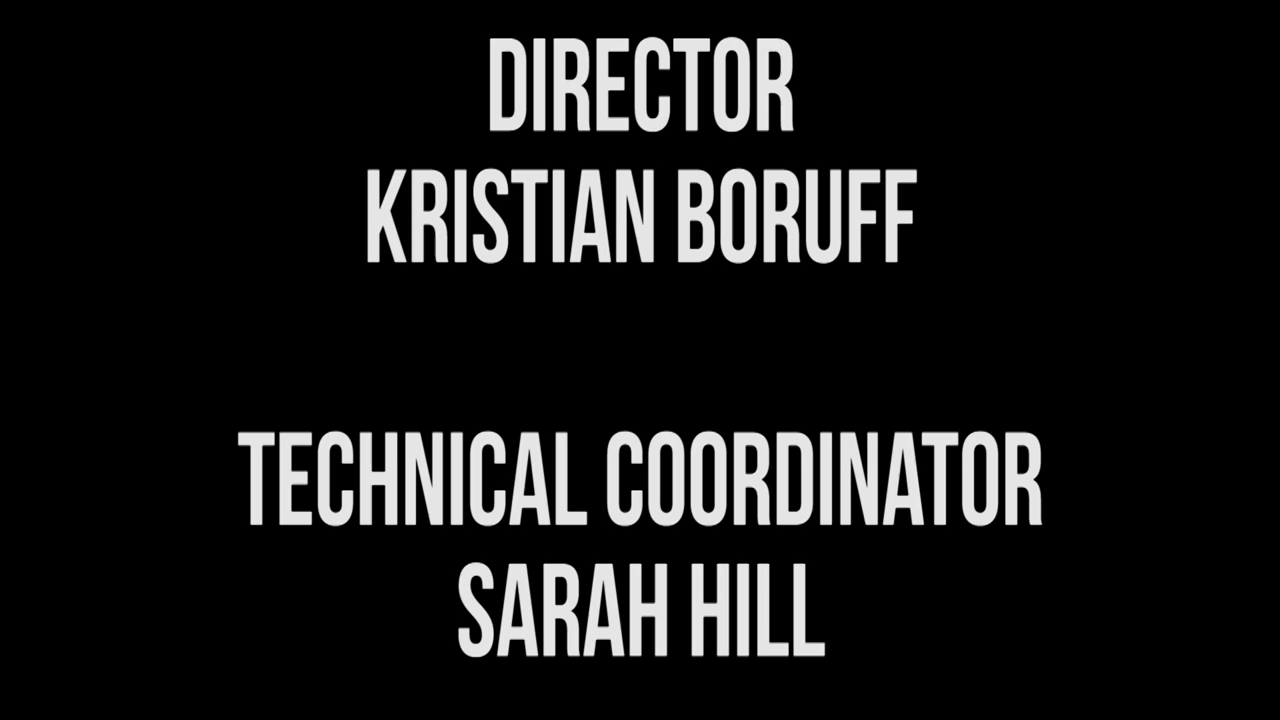 DIRECTOR
KRISTIAN BORUFF
TECHNICAL COORDINATOR
SARAH HILL